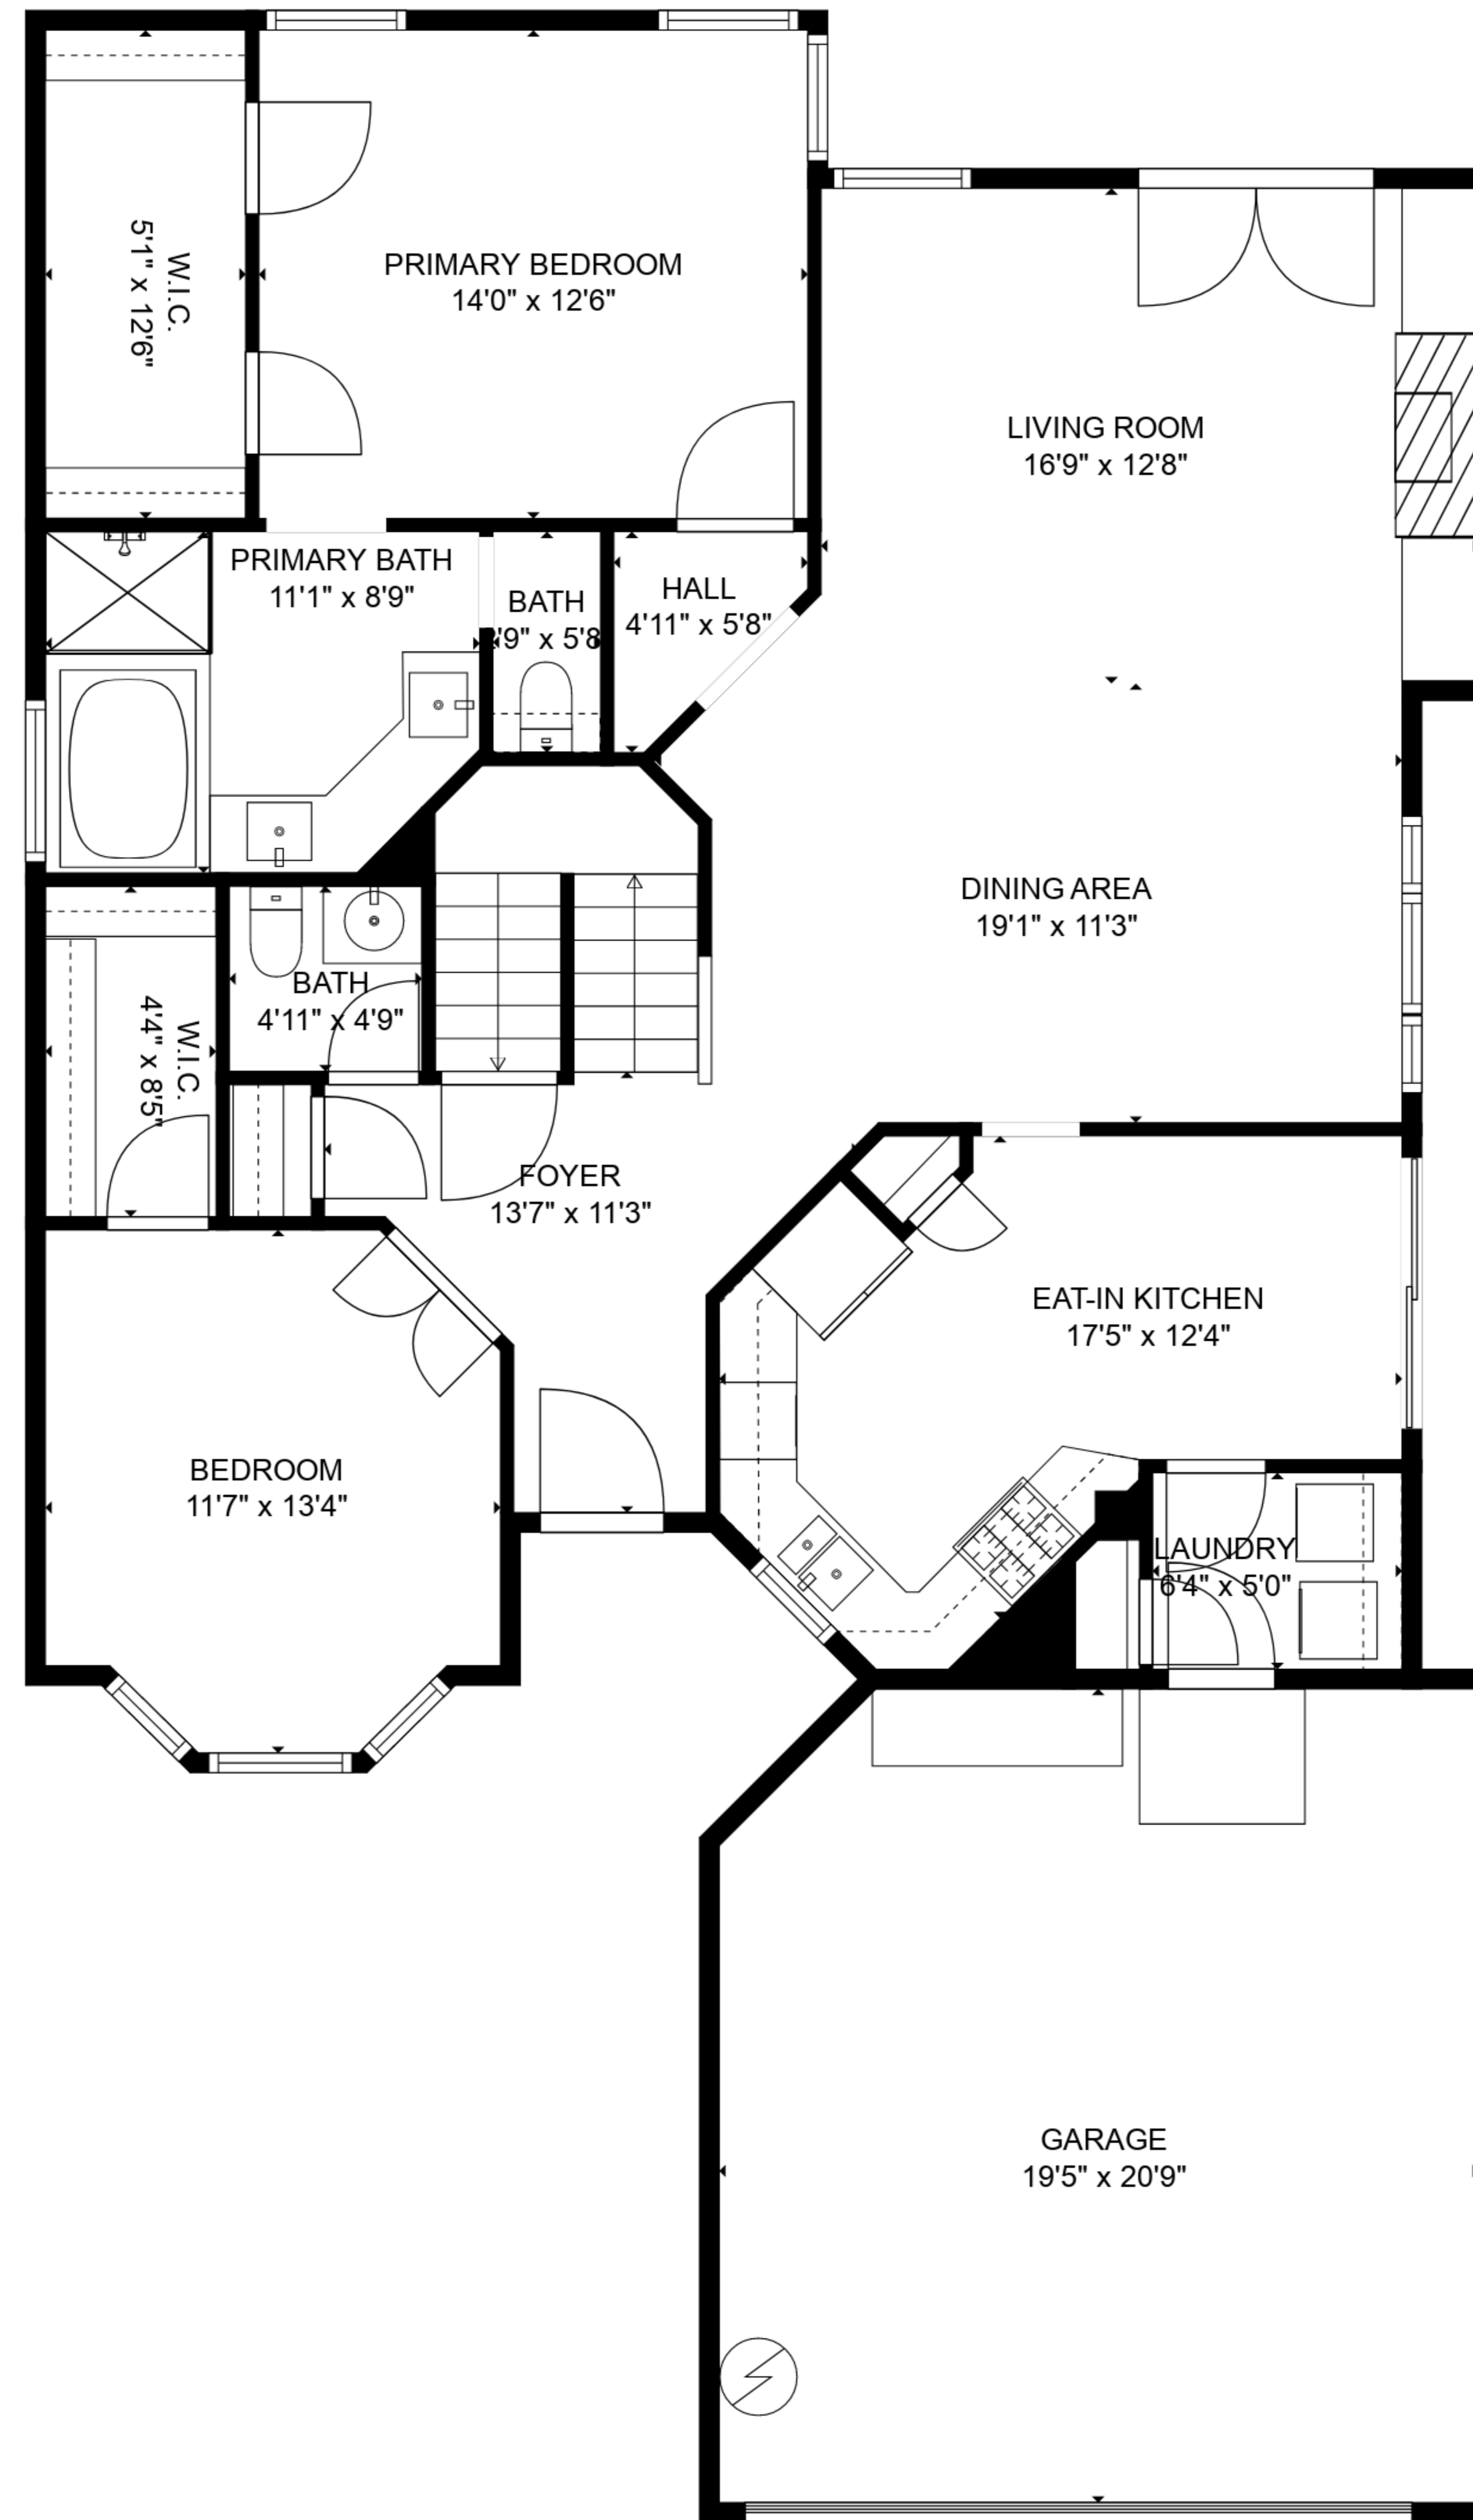 PRIMARY BEDROOM
14'0" x 12'6"
W.I.C.
5'1" x 12'6"
LIVING ROOM
16'9" x 12'8"
PRIMARY BATH
11'1" x 8'9"
BATH
'9" x 5'8
HALL
4'11" x 5'8"
DINING AREA
19'1" x 11'3"
BATH
4'11" x 4'9"
W.I.C.
4'4" x 8'5"
FOYER
13'7" x 11'3"
EAT-IN KITCHEN
17'5" x 12'4"
BEDROOM
11'7" x 13'4"
LAUNDRY
6'4" x 5'0"
GARAGE
19'5" x 20'9"